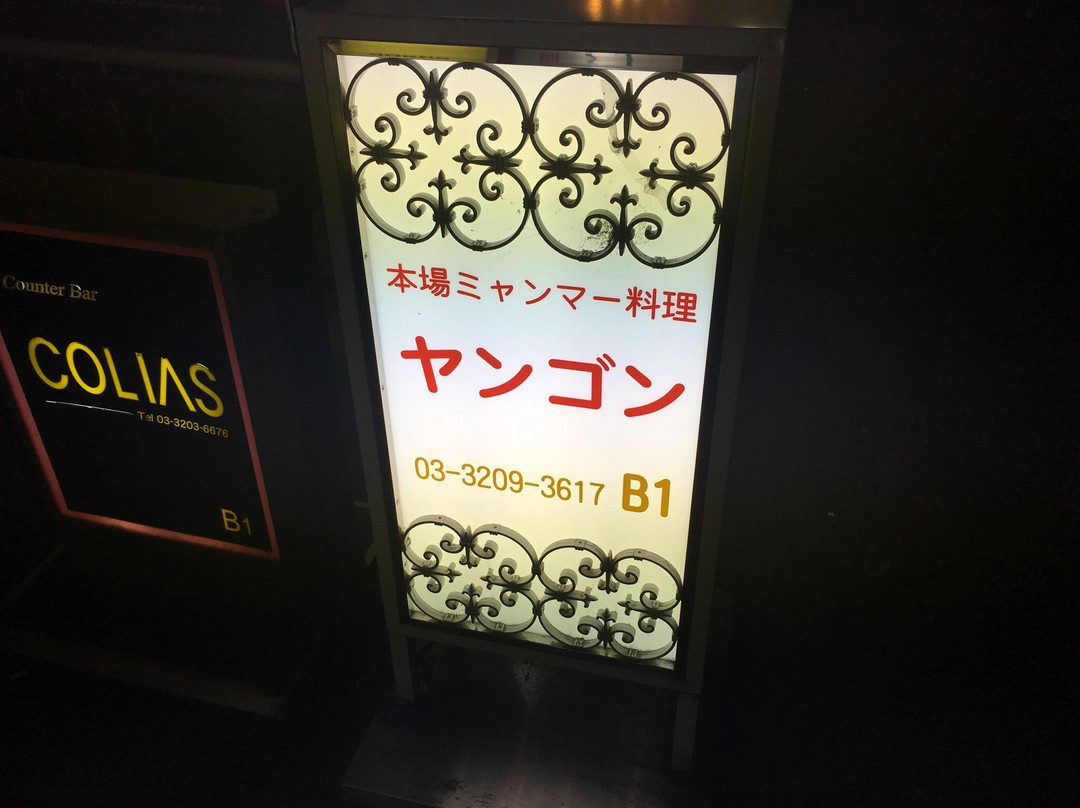 Counter Bar
COLIAS
Tel 03-3203-6676
B1
本場ミャンマー料理
ヤンゴン
03-3209-3617 B1